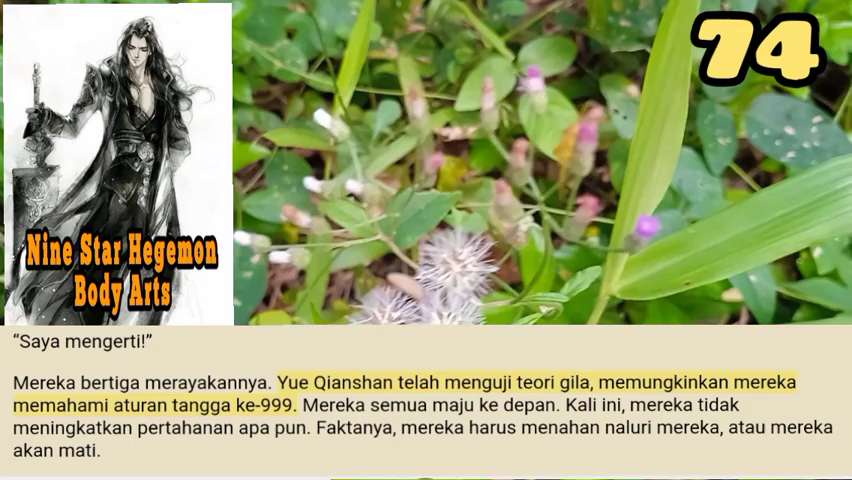 74
Nine Star Hegemon
Body Arts
“Saya mengerti!”
Mereka bertiga merayakannya. Yue Qianshan telah menguji teori gila, memungkinkan mereka
memahami aturan tangga ke-999. Mereka semua maju ke depan. Kali ini, mereka tidak
meningkatkan pertahanan apa pun. Faktanya, mereka harus menahan naluri mereka, atau mereka
akan mati.